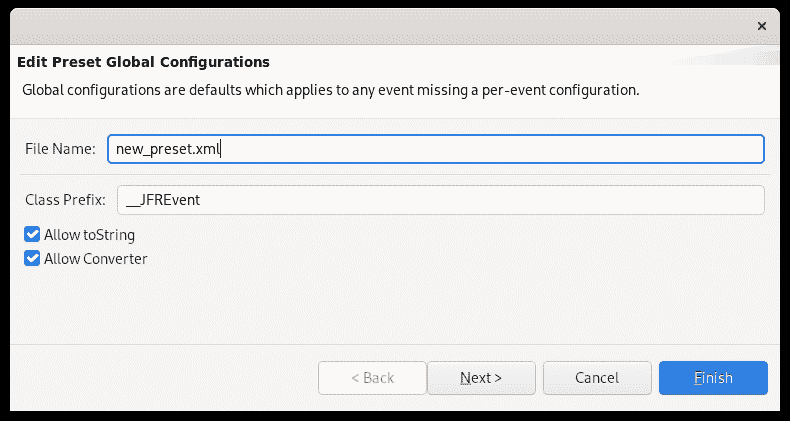 Edit Preset Global Configurations
Global configurations are defaults which applies to any event missing a per-event configuration.
File Name: new_preset.xml
Class Prefix: __JFREvent
Allow toString
Allow Converter
< Back Next > Cancel Finish